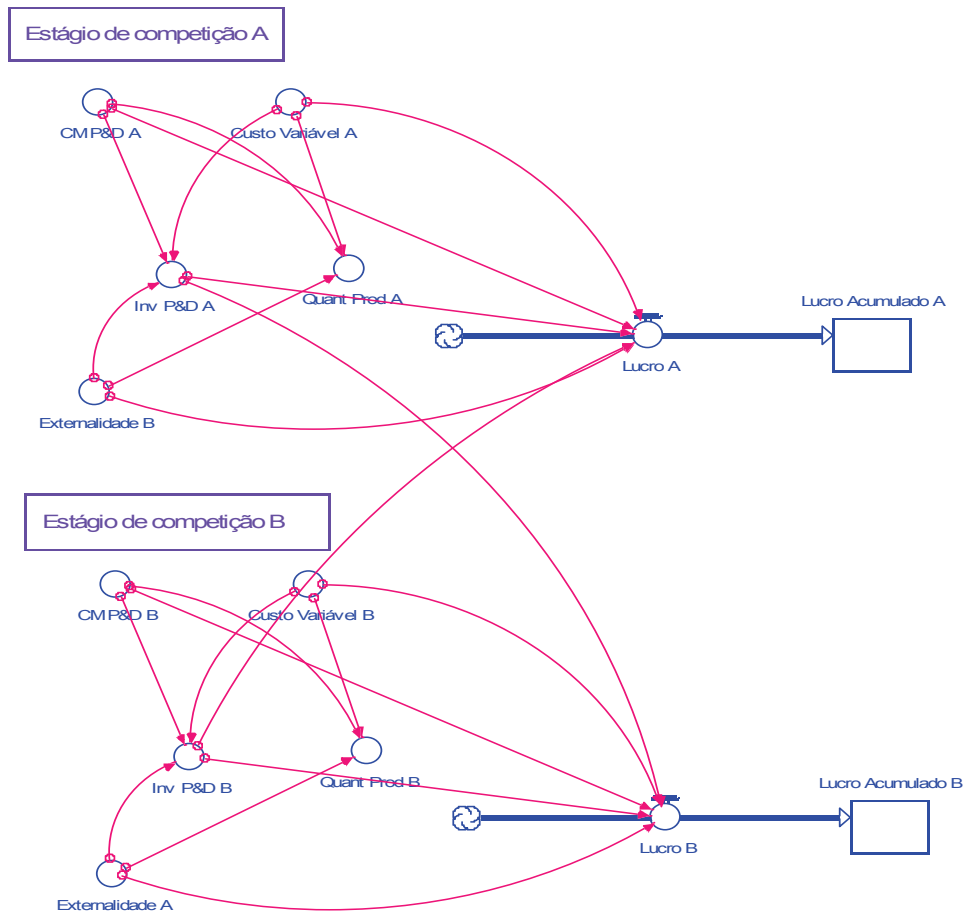 Estágio de competição A
CM P&D A
Custo Variável A
Inv P&D A
Quant Prod A
Lucro Acumulado A
Lucro A
Externalidade B
Estágio de competição B
CM P&D B
Custo Variável B
Inv P&D B
Quant Prod B
Lucro Acumulado B
Lucro B
Externalidade A